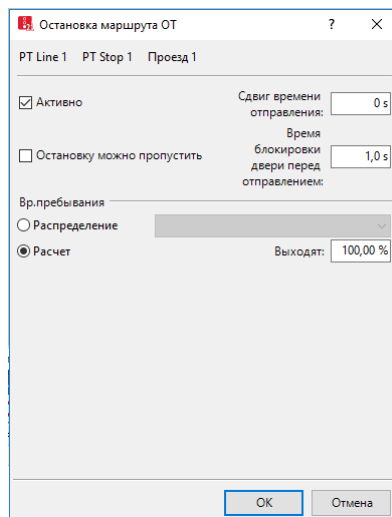 Остановка маршрута ОТ
?
PT Line 1 PT Stop 1 Проезд 1
Активно
Сдвиг времени
отправления:
0 s
Остановку можно пропустить
Время
блокировки
двери перед
отправлением:
1,0 s
Вр.пребывания
Распределение
Расчет
Выходят:
100,00 %
ОК
Отмена